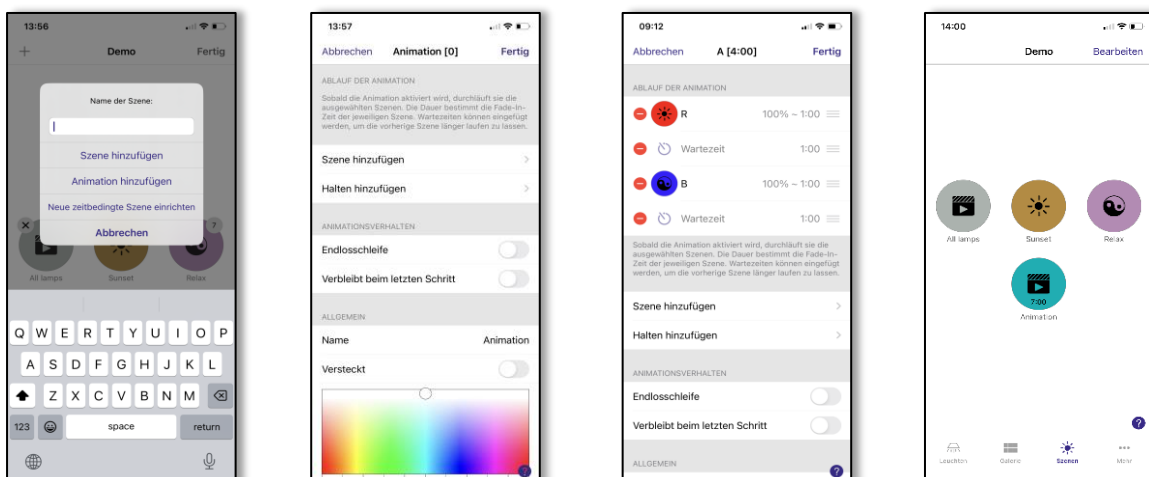 13:56
Demo
Fertig
Name der Szene:
Szene hinzufügen
Animation hinzufügen
Neue zeitbedingte Szene einrichten
Abbrechen
7
All lamps
Sunset
Relax
Q W E R T Y U I O P
A S D F G H J K L
Z X C V B N M
123
space
return
13:57
Abbrechen
Animation [0]
Fertig
ABLAUF DER ANIMATION
Sobald die Animation aktiviert wird, durchläuft sie die
ausgewählten Szenen. Die Dauer bestimmt die Fade-In-
Zeit der jeweiligen Szene. Wartezeiten können eingefügt
werden, um die vorherige Szene länger laufen zu lassen.
Szene hinzufügen
Halten hinzufügen
ANIMATIONSVERHALTEN
Endlosschleife
Verbleibt beim letzten Schritt
ALLGEMEIN
Name
Animation
Versteckt
?
09:12
Abbrechen
A [4:00]
Fertig
ABLAUF DER ANIMATION
R
100% ~ 1:00
Wartezeit
1:00
B
100% ~ 1:00
Wartezeit
1:00
Sobald die Animation aktiviert wird, durchläuft sie die
ausgewählten Szenen. Die Dauer bestimmt die Fade-In-
Zeit der jeweiligen Szene. Wartezeiten können eingefügt
werden, um die vorherige Szene länger laufen zu lassen.
Szene hinzufügen
Halten hinzufügen
ANIMATIONSVERHALTEN
Endlosschleife
Verbleibt beim letzten Schritt
ALLGEMEIN
?
14:00
Demo
Bearbeiten
All lamps
Sunset
Relax
7:00
Animation
?
Leuchten
Galerie
Szenen
Mehr